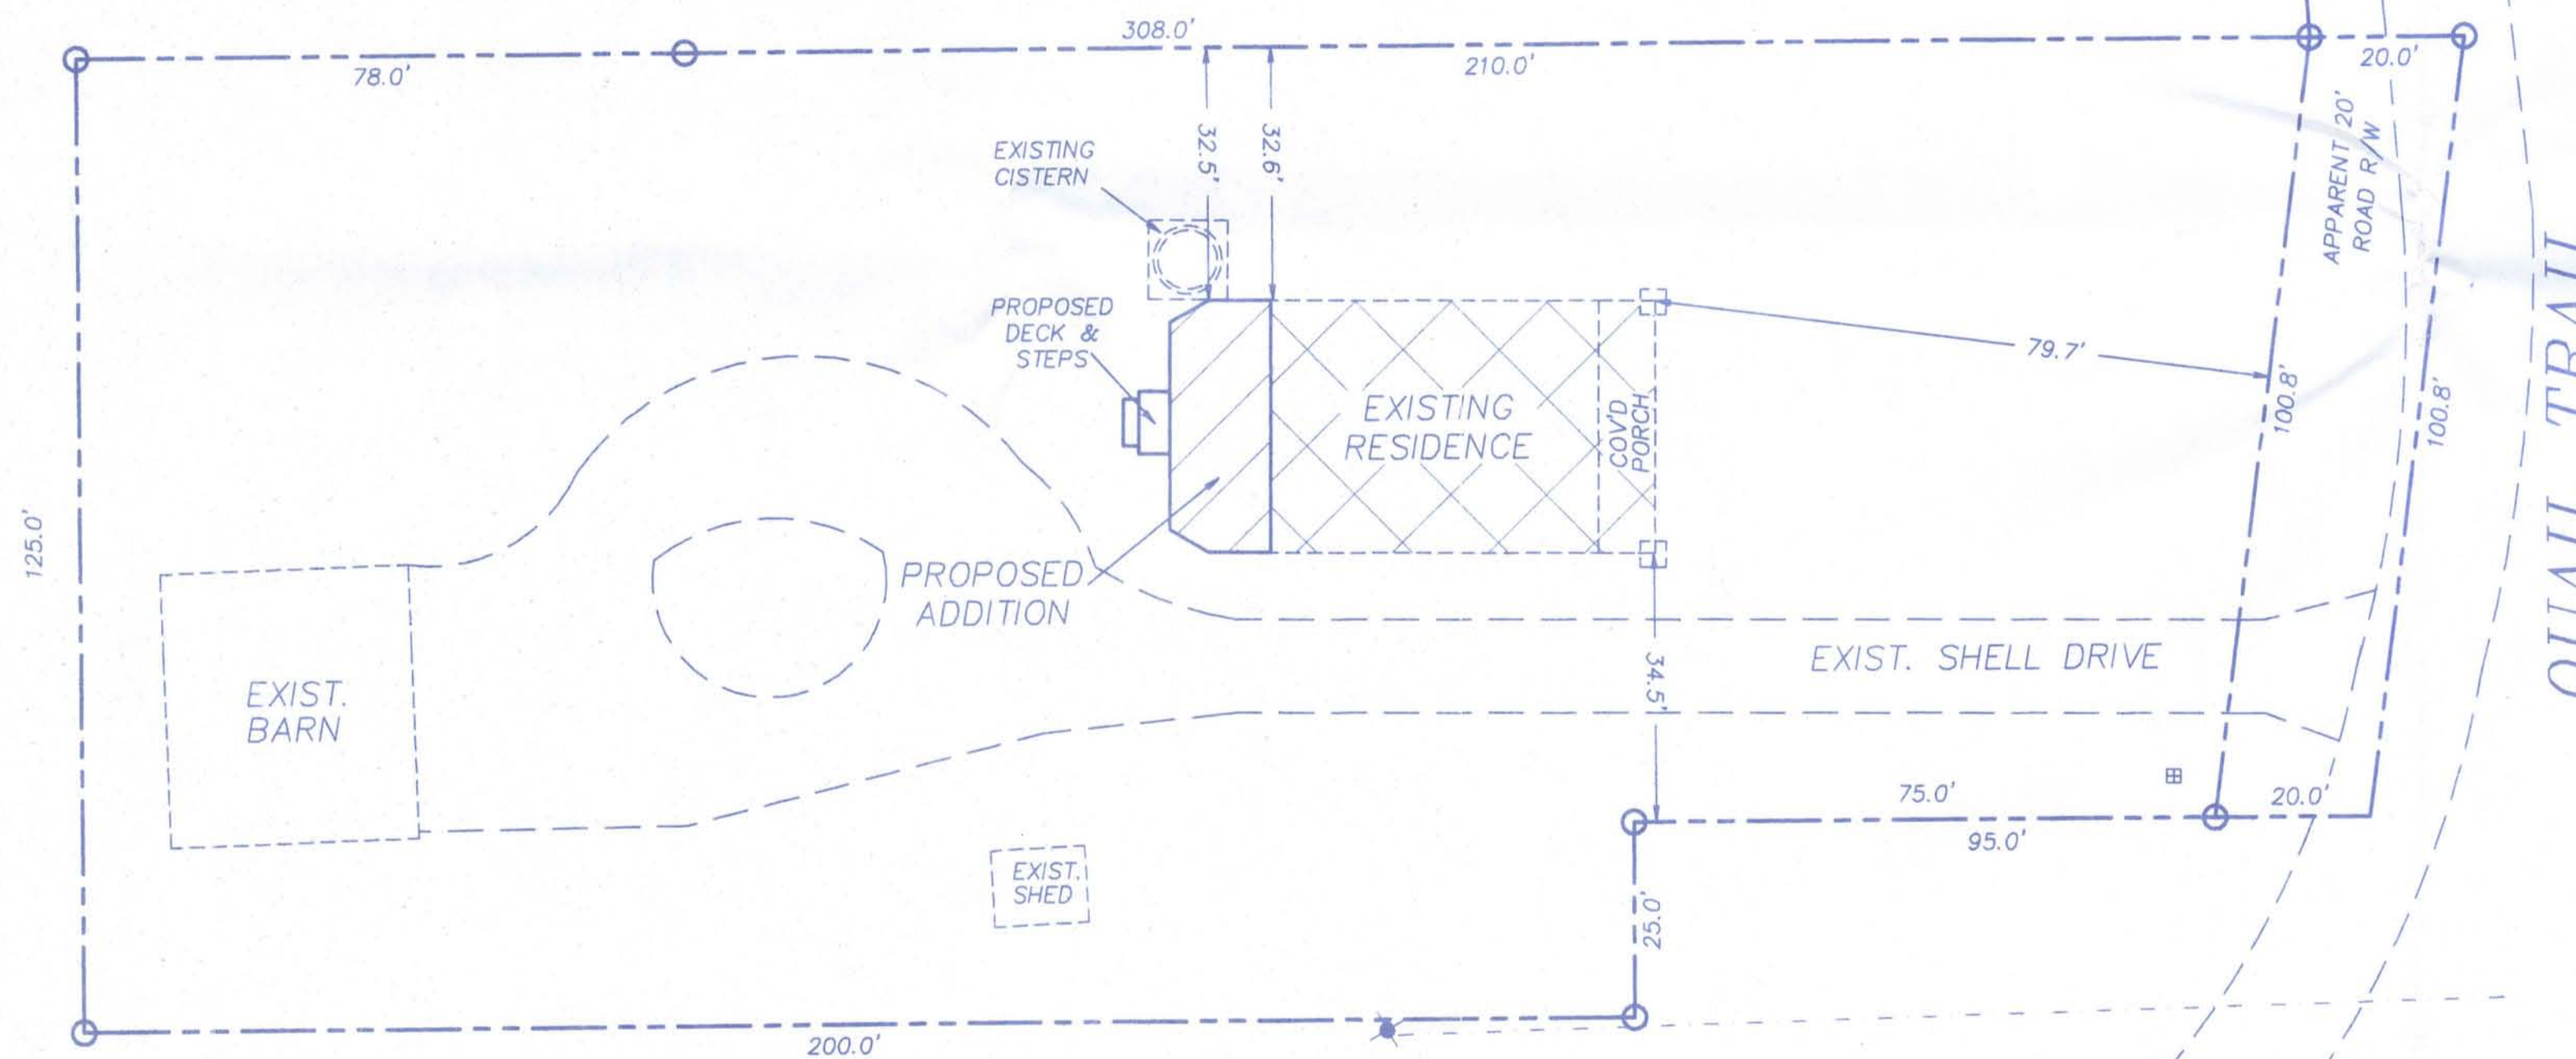 308.0'
78.0'
210.0'
20.0'
32.5'
32.6'
EXISTING
CISTERN
APPARENT 20'
ROAD R/W
PROPOSED
DECK &
STEPS
79.7'
100.8'
100.8'
EXISTING
RESIDENCE
COV'D
PORCH
125.0'
PROPOSED
ADDITION
EXIST.
BARN
34.5'
EXIST. SHELL DRIVE
75.0'
20.0'
95.0'
EXIST.
SHED
25.0'
200.0'
TRAIL